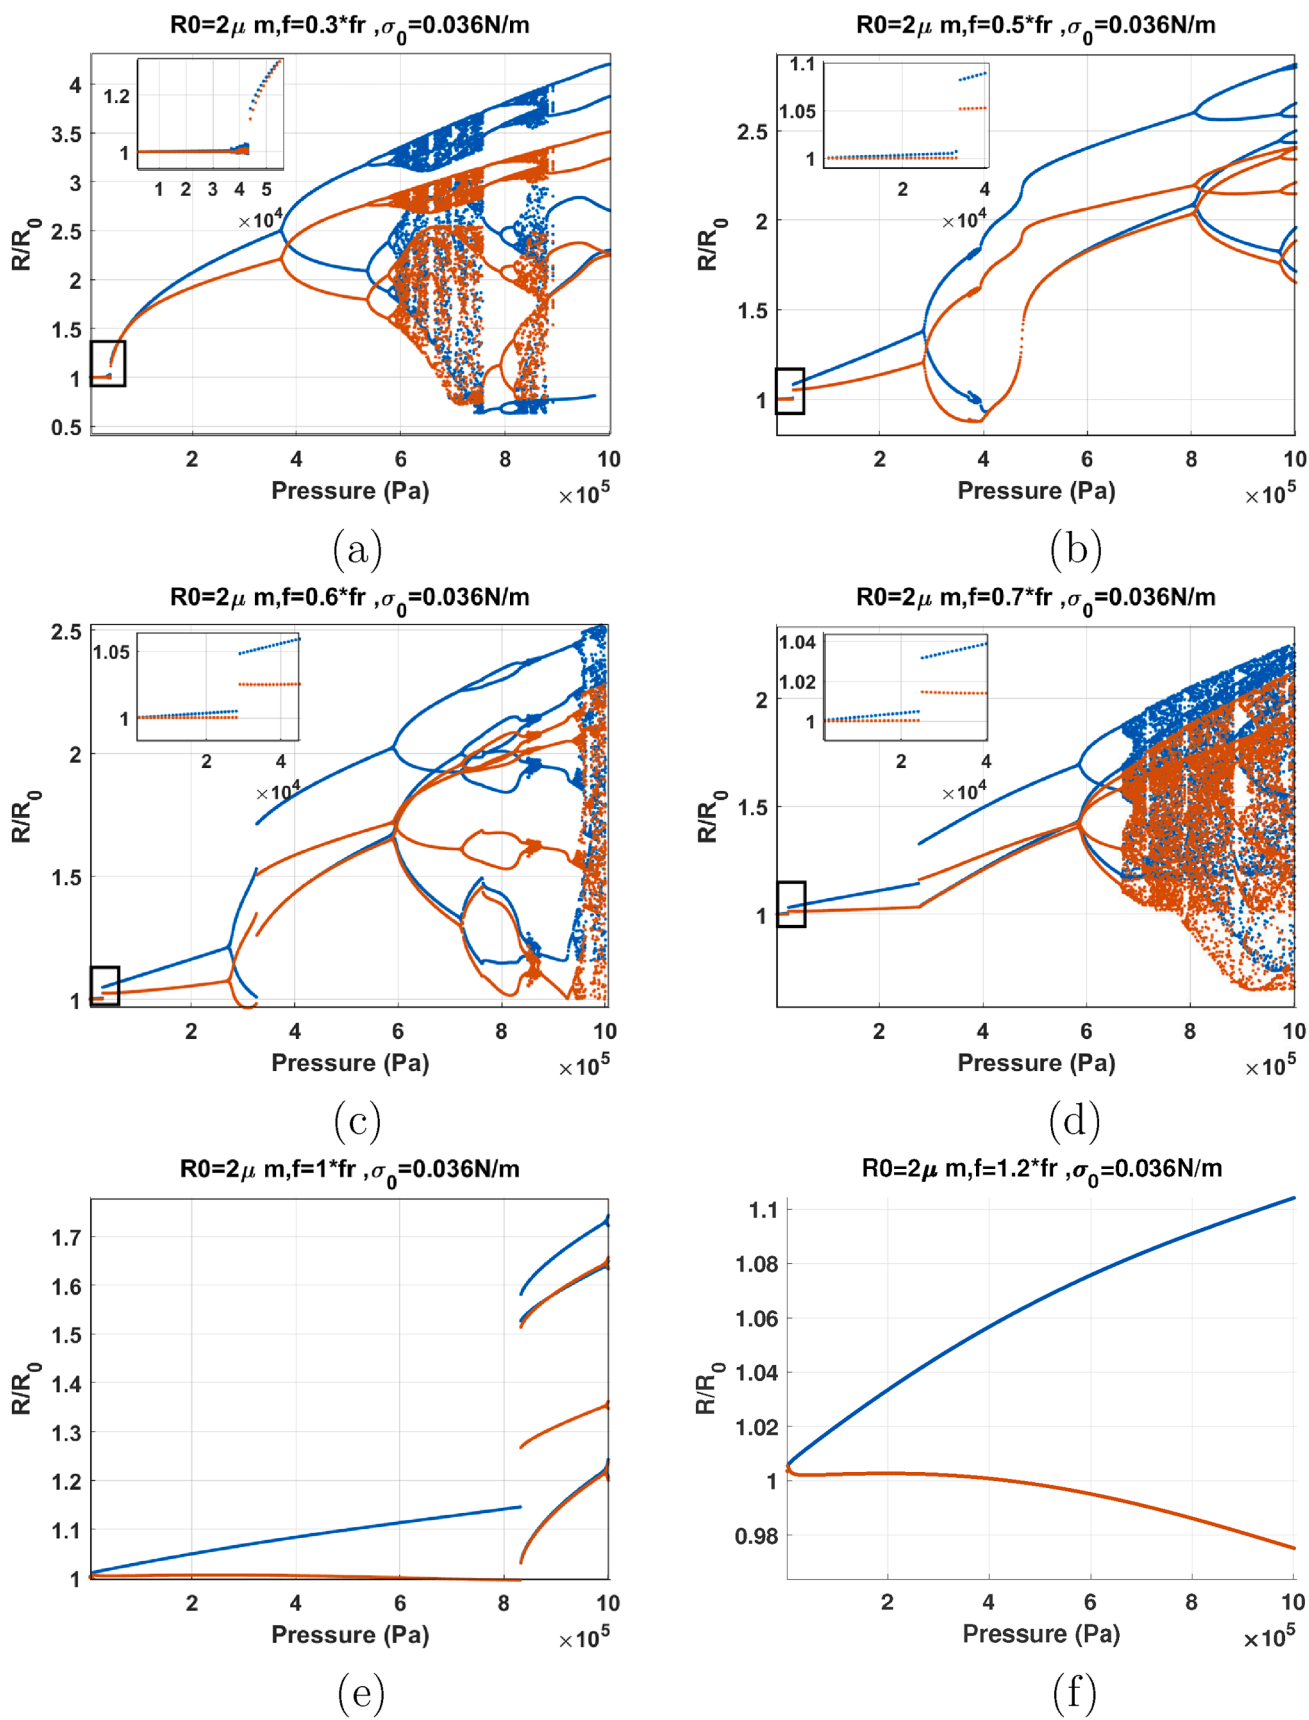 R0=2μ m,f=0.3*fr ,σ0=0.036N/m
4
3.5
3
2.5
2
1.5
1
0.5
R/R0
1.2
1
1 2 3 4 5
×10^4
2 4 6 8 10
Pressure (Pa)
×10^5
(a)
R0=2μ m,f=0.5*fr ,σ0=0.036N/m
2.5
2
1.5
1
R/R0
1.1
1.05
1
2 4
×10^4
2 4 6 8 10
Pressure (Pa)
×10^5
(b)
R0=2μ m,f=0.6*fr ,σ0=0.036N/m
2.5
2
1.5
1
R/R0
1.05
1
2 4
×10^4
2 4 6 8 10
Pressure (Pa)
×10^5
(c)
R0=2μ m,f=0.7*fr ,σ0=0.036N/m
2
1.5
1
R/R0
1.04
1.02
1
2 4
×10^4
2 4 6 8 10
Pressure (Pa)
×10^5
(d)
R0=2μ m,f=1*fr ,σ0=0.036N/m
1.7
1.6
1.5
1.4
1.3
1.2
1.1
1
R/R0
2 4 6 8 10
Pressure (Pa)
×10^5
(e)
R0=2μ m,f=1.2*fr ,σ0=0.036N/m
1.1
1.08
1.06
1.04
1.02
1
0.98
R/R0
2 4 6 8 10
Pressure (Pa)
×10^5
(f)